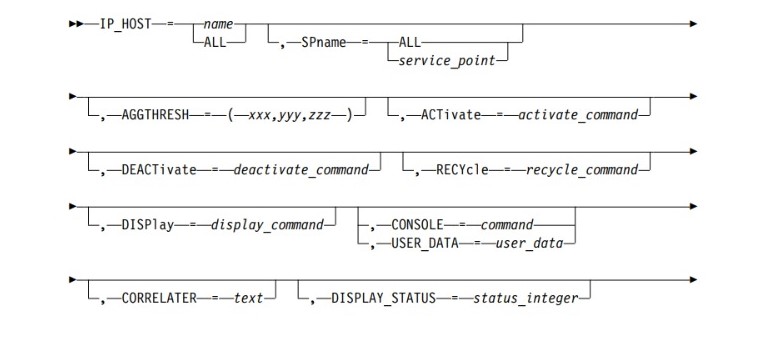 IP_HOST = name , SPname = ALL
ALL service_point
, AGGTHRESH = ( xxx,yyy,zzz ) , ACTivate = activate_command
, DEACTivate = deactivate_command , RECYcle = recycle_command
, DISPlay = display_command , CONSOLE = command
, USER_DATA = user_data
, CORRELATER = text , DISPLAY_STATUS = status_integer